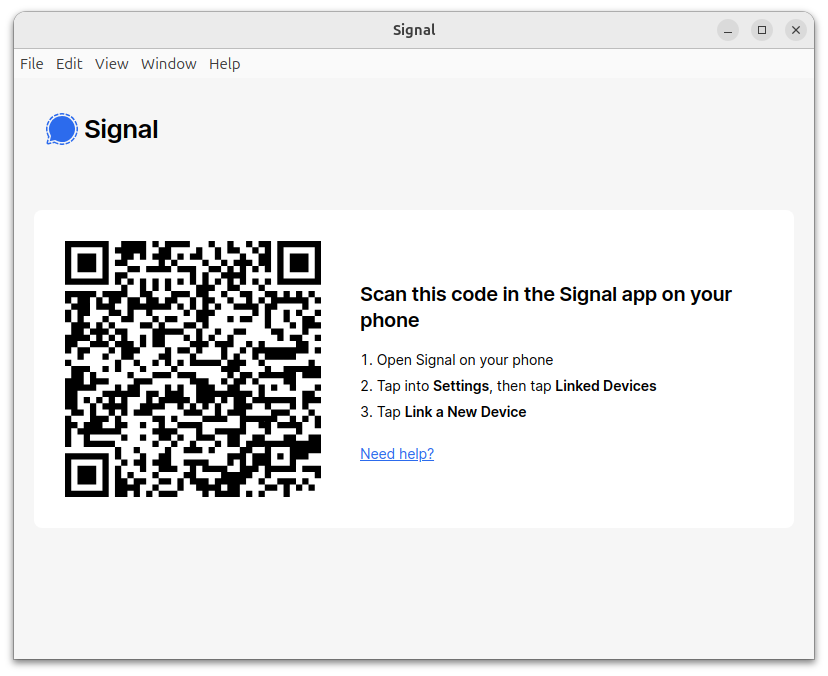 Signal
File Edit View Window Help
Signal
Scan this code in the Signal app on your
phone
1. Open Signal on your phone
2. Tap into Settings, then tap Linked Devices
3. Tap Link a New Device
Need help?